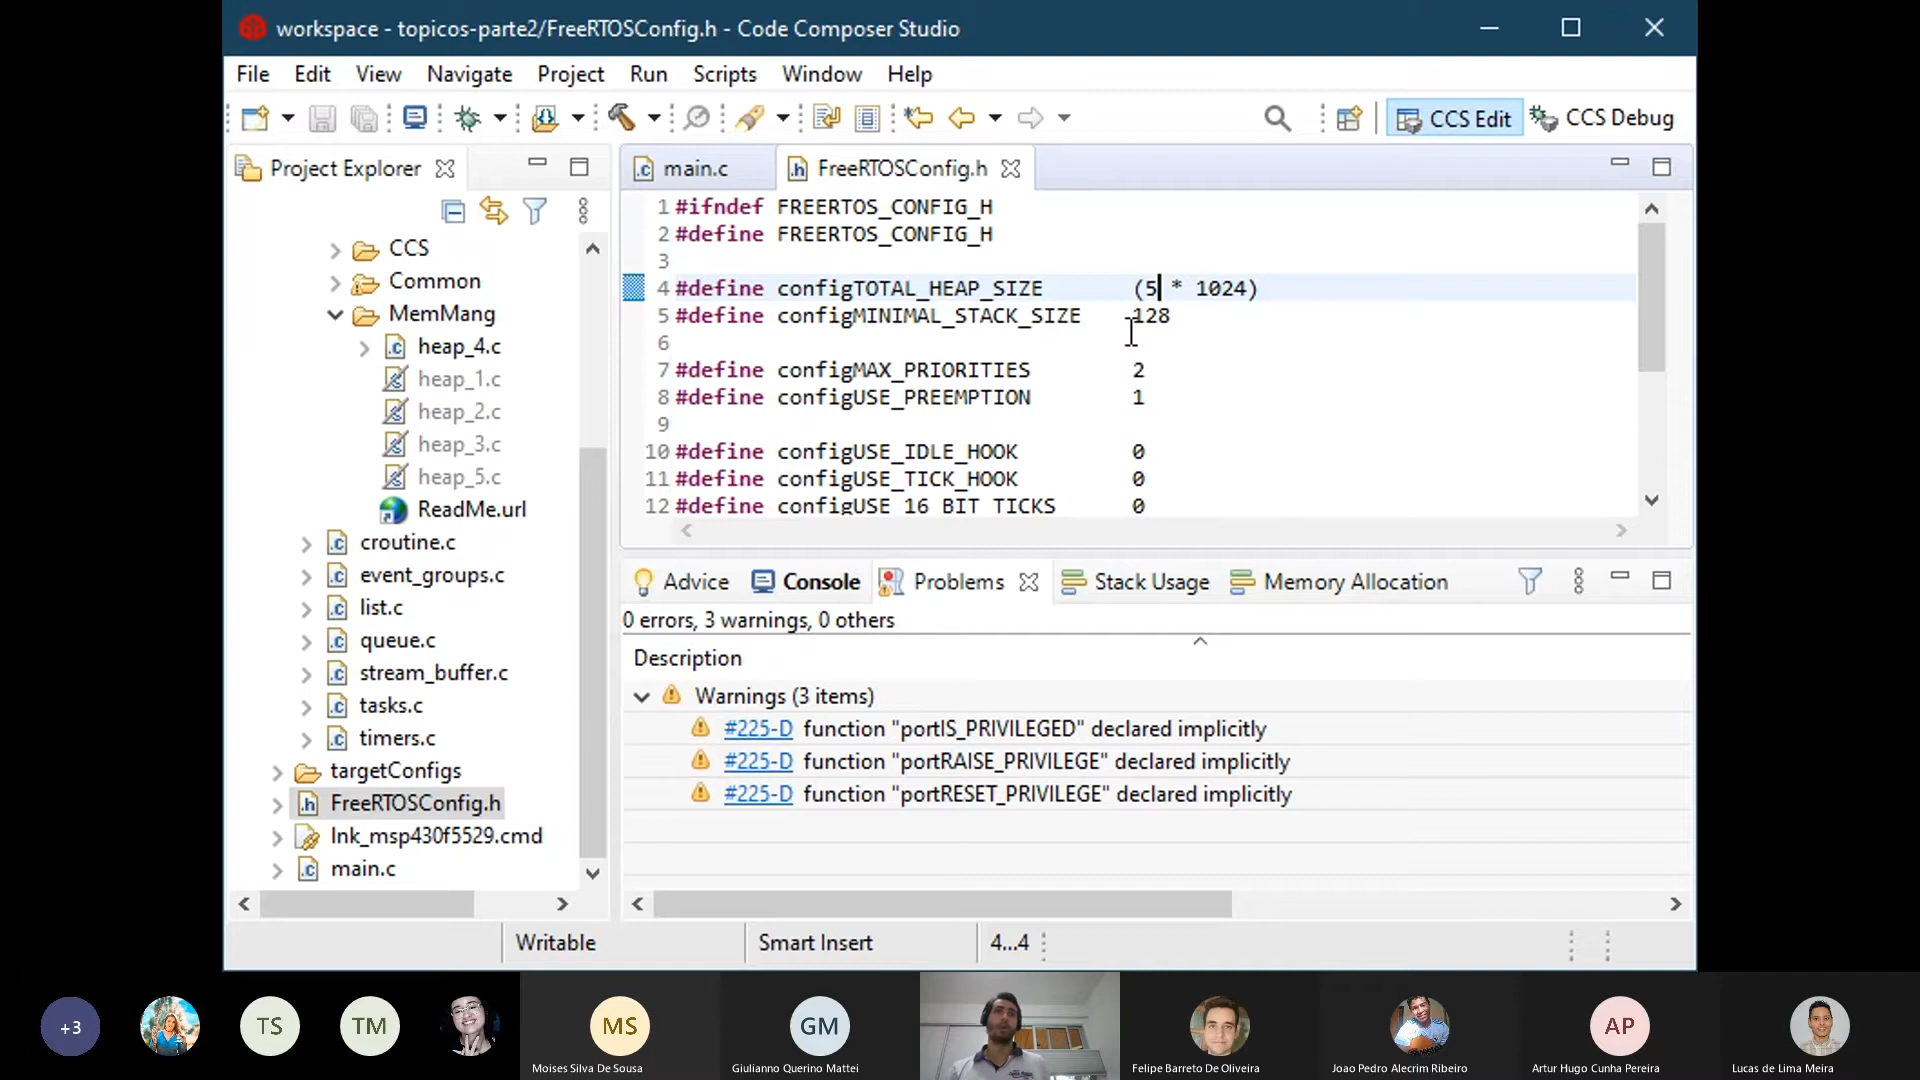 workspace - topicos-parte2/FreeRTOSConfig.h - Code Composer Studio
File Edit View Navigate Project Run Scripts Window Help
CCS Edit CCS Debug
Project Explorer
CCS
Common
MemMang
heap_4.c
heap_1.c
heap_2.c
heap_3.c
heap_5.c
ReadMe.url
croutine.c
event_groups.c
list.c
queue.c
stream_buffer.c
tasks.c
timers.c
targetConfigs
FreeRTOSConfig.h
lnk_msp430f5529.cmd
main.c
main.c FreeRTOSConfig.h
1 #ifndef FREERTOS_CONFIG_H
2 #define FREERTOS_CONFIG_H
3
4 #define configTOTAL_HEAP_SIZE (5 * 1024)
5 #define configMINIMAL_STACK_SIZE 128
6
7 #define configMAX_PRIORITIES 2
8 #define configUSE_PREEMPTION 1
9
10 #define configUSE_IDLE_HOOK 0
11 #define configUSE_TICK_HOOK 0
12 #define configUSE_16_BIT_TICKS 0
Advice Console Problems Stack Usage Memory Allocation
0 errors, 3 warnings, 0 others
Description
Warnings (3 items)
#225-D function "portIS_PRIVILEGED" declared implicitly
#225-D function "portRAISE_PRIVILEGE" declared implicitly
#225-D function "portRESET_PRIVILEGE" declared implicitly
Writable Smart Insert 4...4
+3 TS TM MS GM AP
Moises Silva De Sousa Giulianno Querino Mattei Felipe Barreto De Oliveira Joao Pedro Alecrim Ribeiro Artur Hugo Cunha Pereira Lucas de Lima Meira